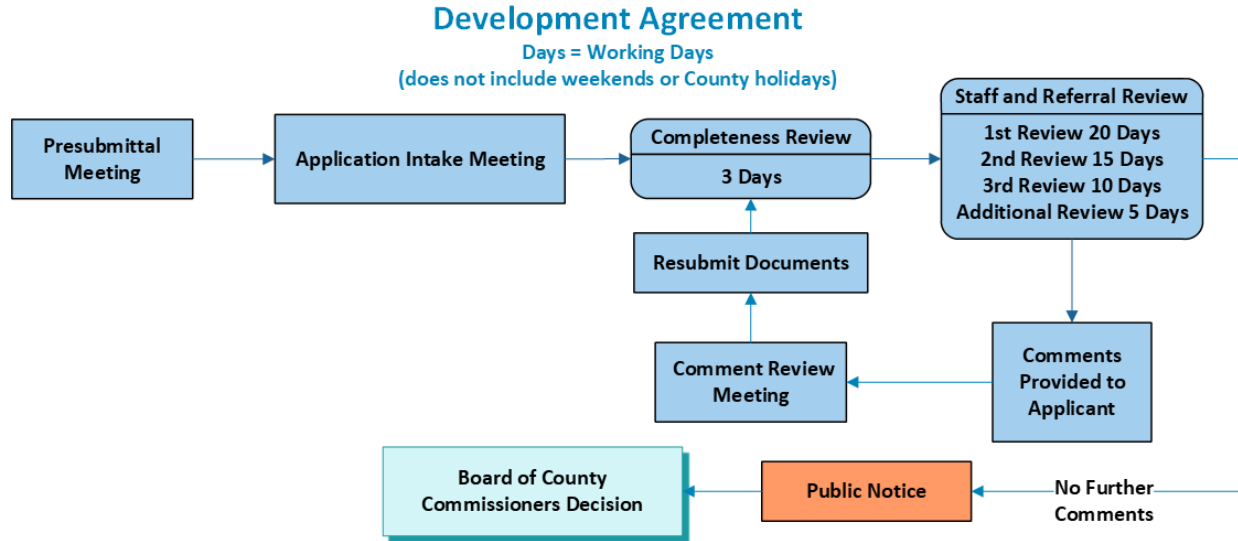 Development Agreement
Days = Working Days
(does not include weekends or County holidays)
Presubmittal
Meeting
Application Intake Meeting
Completeness Review
3 Days
Staff and Referral Review
1st Review 20 Days
2nd Review 15 Days
3rd Review 10 Days
Additional Review 5 Days
Resubmit Documents
Comment Review
Meeting
Comments
Provided to
Applicant
Board of County
Commissioners Decision
Public Notice
No Further
Comments